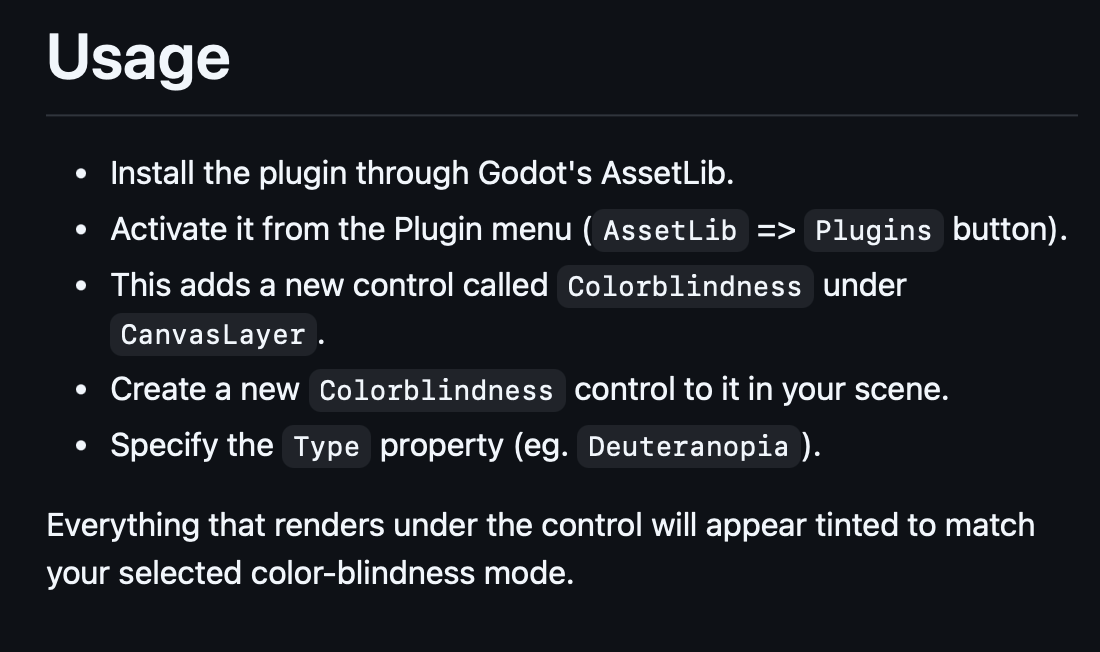 Usage
• Install the plugin through Godot's AssetLib.
• Activate it from the Plugin menu ( AssetLib => Plugins button).
• This adds a new control called Colorblindness under
CanvasLayer .
• Create a new Colorblindness control to it in your scene.
• Specify the Type property (eg. Deuteranopia ).
Everything that renders under the control will appear tinted to match
your selected color-blindness mode.